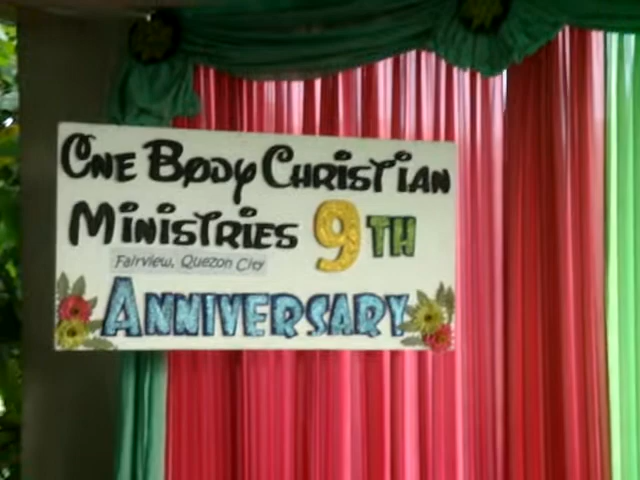 One Body Christian
Ministries 9TH
Fairview, Quezon City
Anniversary